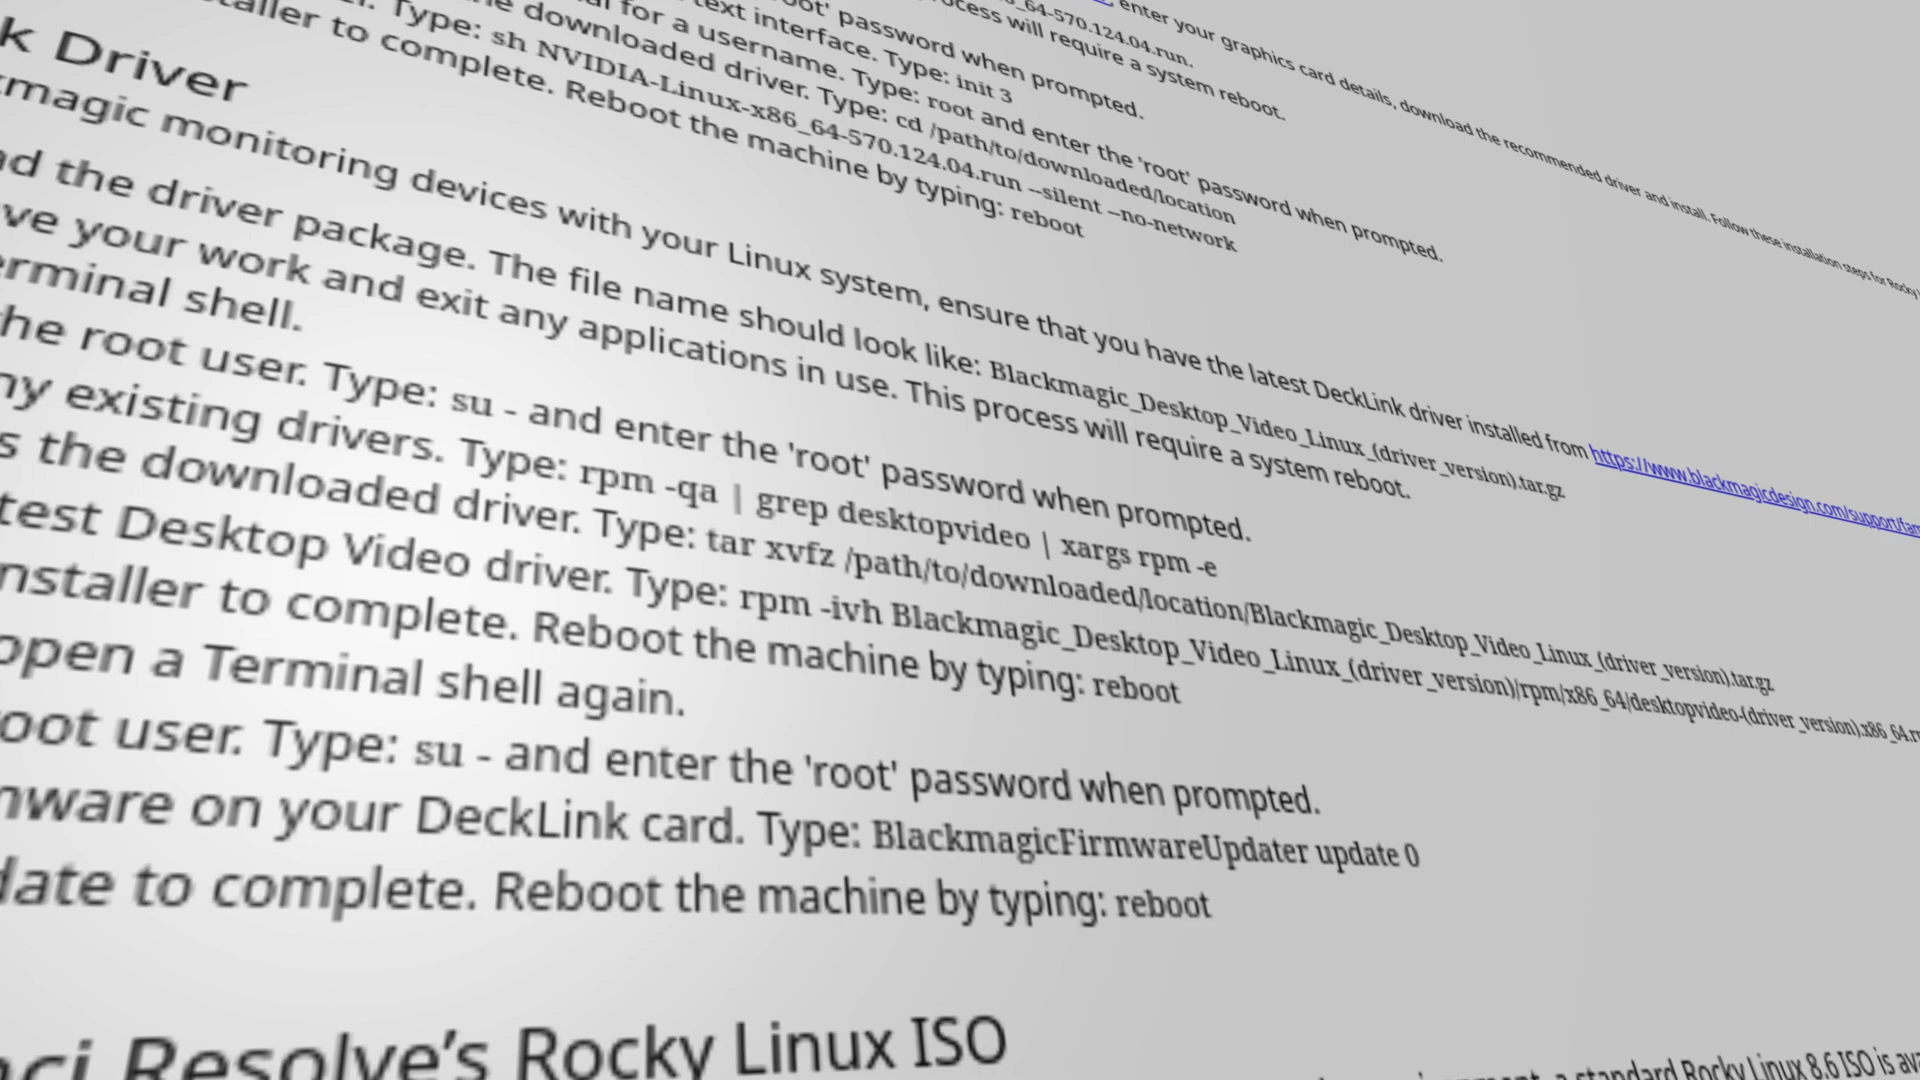 enter your graphics card details, download the recommended driver and install. Follow these installation steps for Rocky
_64-570.124.04.run.
process will require a system reboot.
'root' password when prompted.
text interface. Type: init 3
for a username. Type: root and enter the 'root' password when prompted.
the downloaded driver. Type: cd /path/to/downloaded/location
Type: sh NVIDIA-Linux-x86_64-570.124.04.run --silent --no-network
staller to complete. Reboot the machine by typing: reboot
k Driver
kmagic monitoring devices with your Linux system, ensure that you have the latest DeckLink driver installed from https://www.blackmagicdesign.com/support/fam
ad the driver package. The file name should look like: Blackmagic_Desktop_Video_Linux_(driver_version).tar.gz
ve your work and exit any applications in use. This process will require a system reboot.
erminal shell.
he root user. Type: su - and enter the 'root' password when prompted.
ny existing drivers. Type: rpm -qa | grep desktopvideo | xargs rpm -e
s the downloaded driver. Type: tar xvfz /path/to/downloaded/location/Blackmagic_Desktop_Video_Linux_(driver_version).tar.gz
test Desktop Video driver. Type: rpm -ivh Blackmagic_Desktop_Video_Linux_(driver_version)/rpm/x86_64/desktopvideo-(driver_version).x86_64.r
nstaller to complete. Reboot the machine by typing: reboot
open a Terminal shell again.
oot user. Type: su - and enter the 'root' password when prompted.
mware on your DeckLink card. Type: BlackmagicFirmwareUpdater update 0
date to complete. Reboot the machine by typing: reboot
nci Resolve's Rocky Linux ISO
a standard Rocky Linux 8.6 ISO is ava